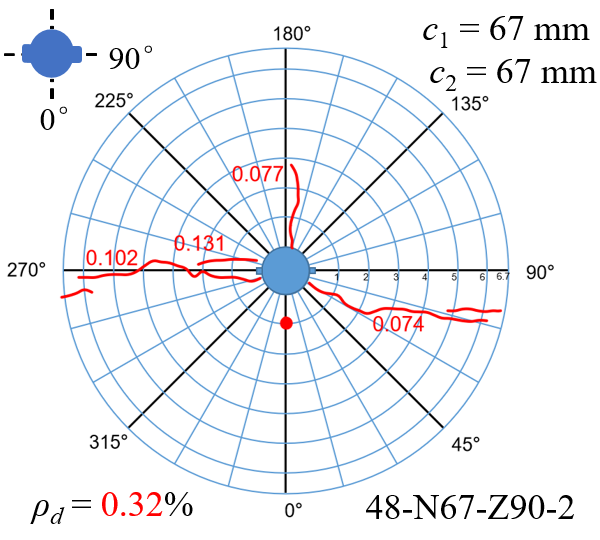 180°
c1 = 67 mm
c2 = 67 mm
90°
0°
225°
135°
0.077
0.131
0.102
270°
1 2 3 4 5 6 6.7
90°
0.074
315°
45°
ρd = 0.32%
0°
48-N67-Z90-2